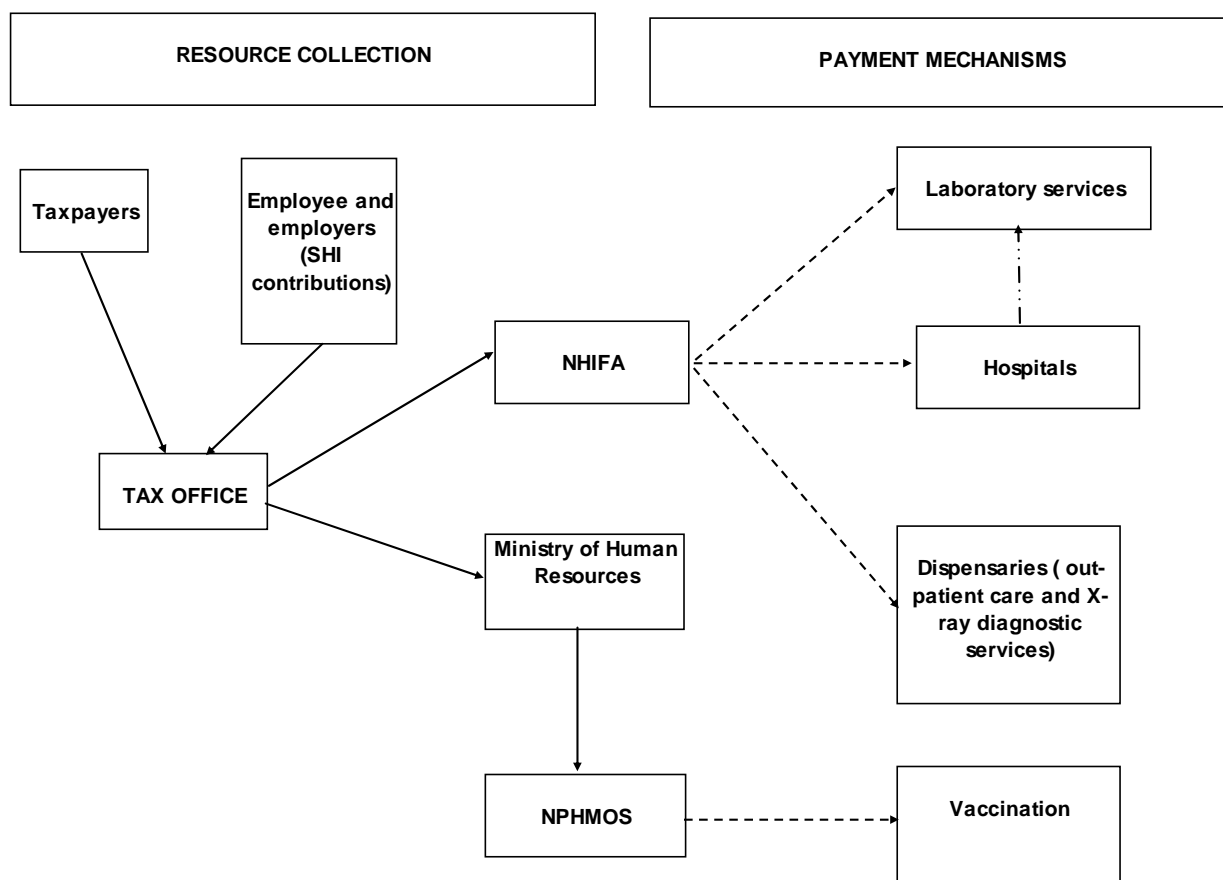 RESOURCE COLLECTION
PAYMENT MECHANISMS
Taxpayers
Employee and
employers
(SHI
contributions)
Laboratory services
NHIFA
Hospitals
TAX OFFICE
Ministry of Human
Resources
Dispensaries ( out-
patient care and X-
ray diagnostic
services)
NPHMOS
Vaccination